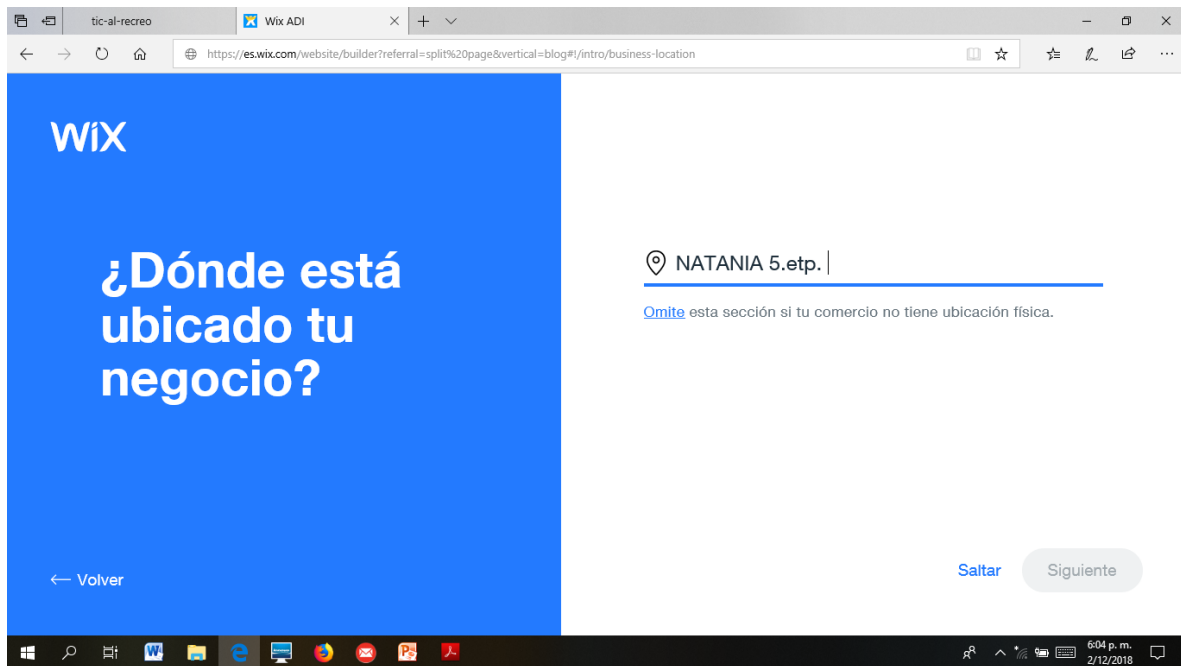 tic-al-recreo
Wix ADI
https://es.wix.com/website/builder?referral=split%20page&vertical=blog#!/intro/business-location
WiX
¿Dónde está
ubicado tu
negocio?
NATANIA 5.etp.
Omite esta sección si tu comercio no tiene ubicación física.
← Volver
Saltar
Siguiente
6:04 p. m.
2/12/2018